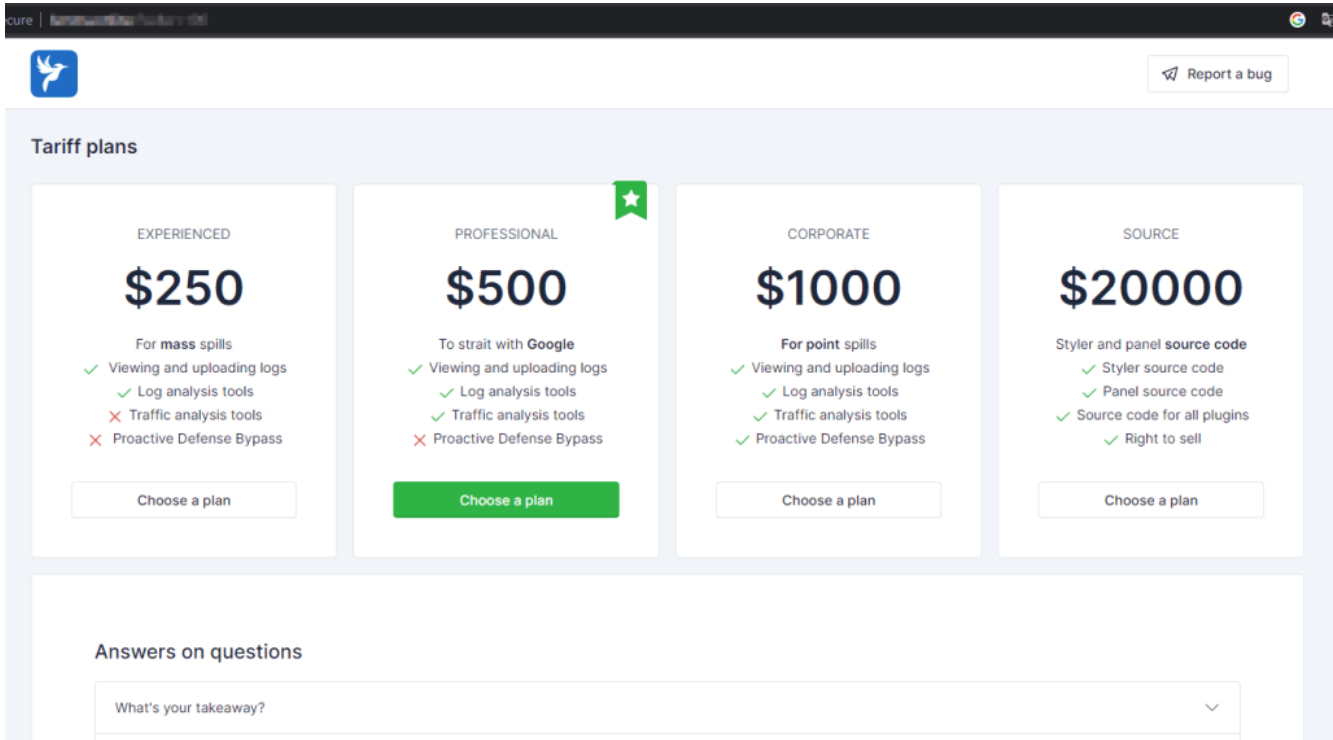 cure
Report a bug
Tariff plans
EXPERIENCED
$250
For mass spills
Viewing and uploading logs
Log analysis tools
Traffic analysis tools
Proactive Defense Bypass
Choose a plan
PROFESSIONAL
$500
To strait with Google
Viewing and uploading logs
Log analysis tools
Traffic analysis tools
Proactive Defense Bypass
Choose a plan
CORPORATE
$1000
For point spills
Viewing and uploading logs
Log analysis tools
Traffic analysis tools
Proactive Defense Bypass
Choose a plan
SOURCE
$20000
Styler and panel source code
Styler source code
Panel source code
Source code for all plugins
Right to sell
Choose a plan
Answers on questions
What's your takeaway?